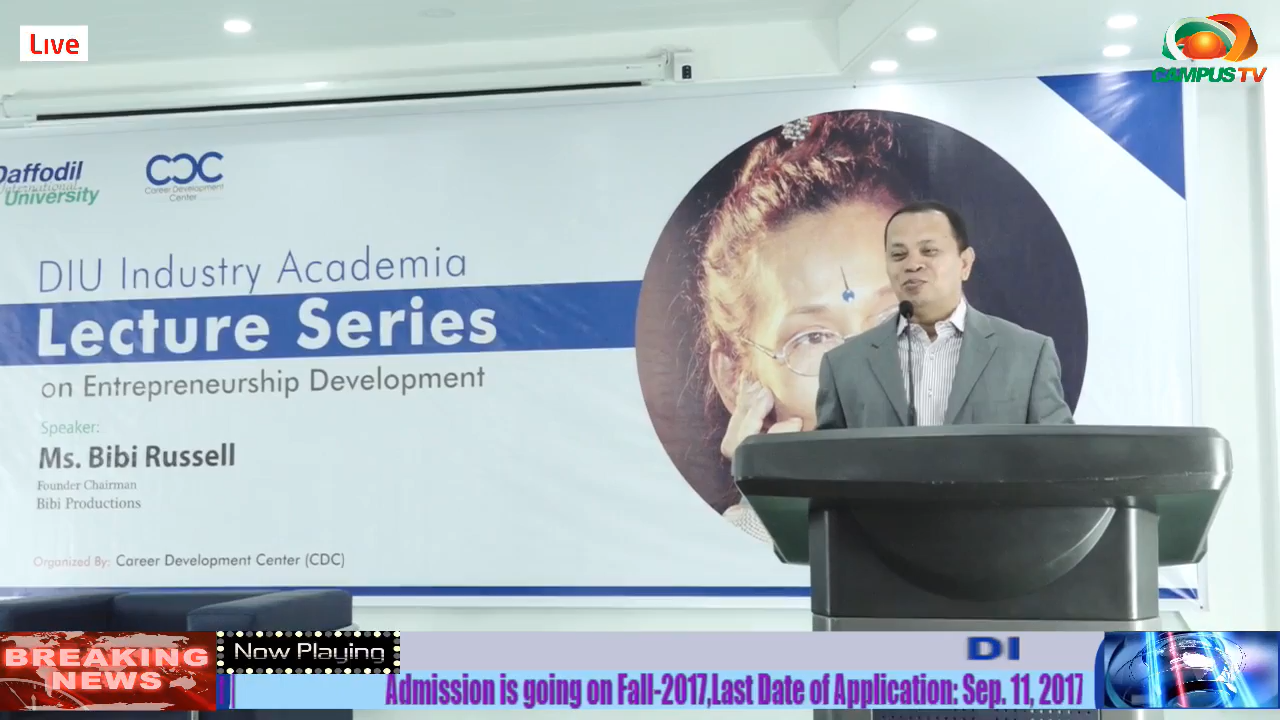 Live
CAMPUS TV
Daffodil
International
University
CDC
Career Development
Center
DIU Industry Academia
Lecture Series
on Entrepreneurship Development
Speaker:
Ms. Bibi Russell
Founder Chairman
Bibi Productions
Organized By: Career Development Center (CDC)
BREAKING
NEWS
Now Playing
DI
Admission is going on Fall-2017,Last Date of Application: Sep. 11, 2017